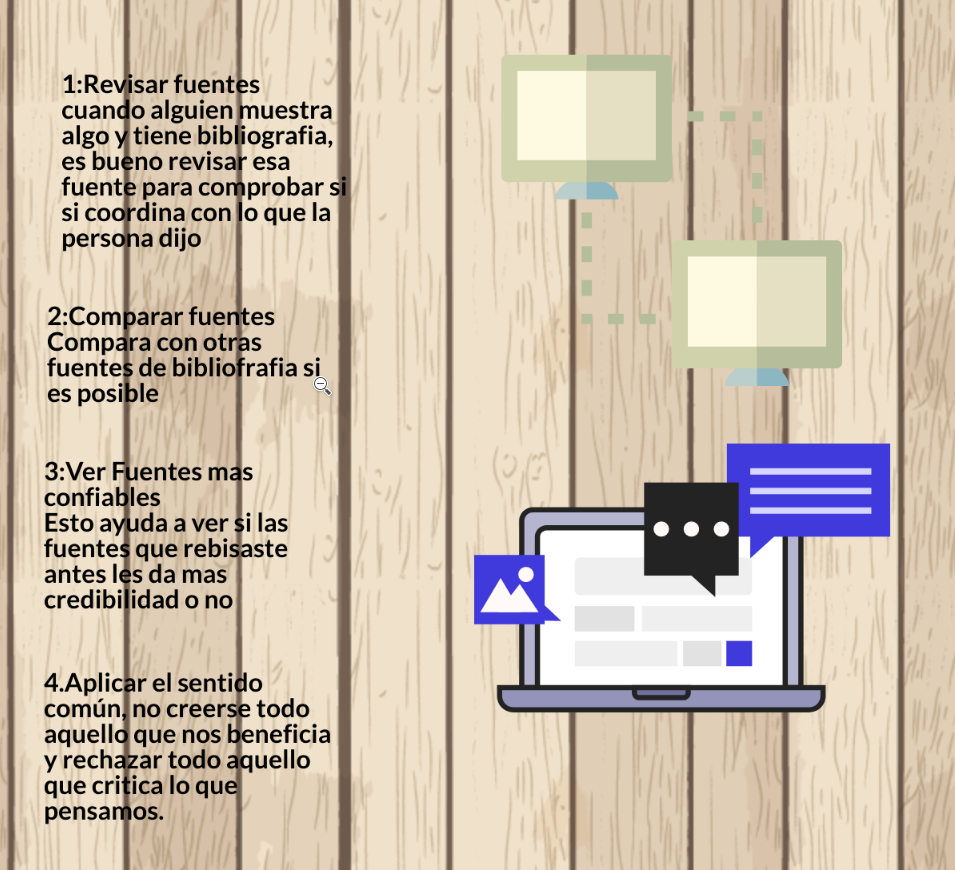 1:Revisar fuentes
cuando alguien muestra
algo y tiene bibliografia,
es bueno revisar esa
fuente para comprobar si
si coordina con lo que la
persona dijo
2:Comparar fuentes
Compara con otras
fuentes de bibliofrafia si
es posible
3:Ver Fuentes mas
confiables
Esto ayuda a ver si las
fuentes que rebisaste
antes les da mas
credibilidad o no
4.Aplicar el sentido
común, no creerse todo
aquello que nos beneficia
y rechazar todo aquello
que critica lo que
pensamos.